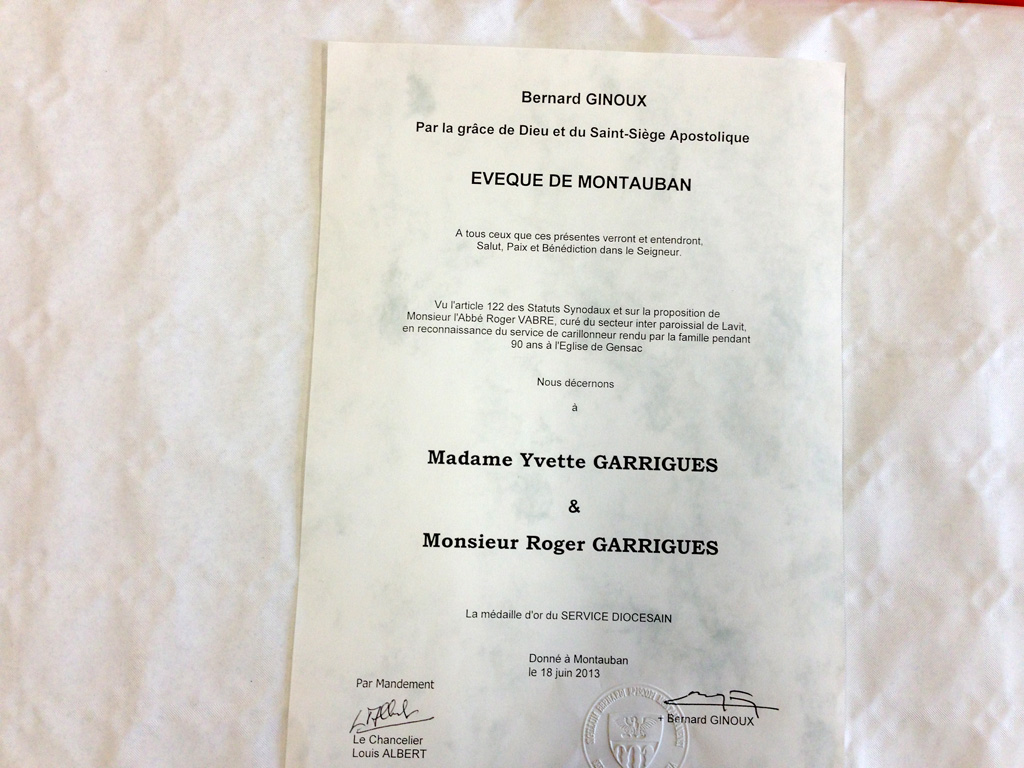 Bernard GINOUX
Par la grâce de Dieu et du Saint-Siège Apostolique
EVEQUE DE MONTAUBAN
A tous ceux que ces présentes verront et entendront,
Salut, Paix et Bénédiction dans le Seigneur.
Vu l'article 122 des Statuts Synodaux et sur la proposition de
Monsieur l'Abbé Roger VABRE, curé du secteur inter paroissial de Lavit,
en reconnaissance du service de carillonneur rendu par la famille pendant
90 ans à l'Eglise de Gensac
Nous décernons
à
Madame Yvette GARRIGUES
&
Monsieur Roger GARRIGUES
La médaille d'or du SERVICE DIOCESAIN
Donné à Montauban
le 18 juin 2013
Par Mandement
+ Bernard GINOUX
Le Chancelier
Louis ALBERT